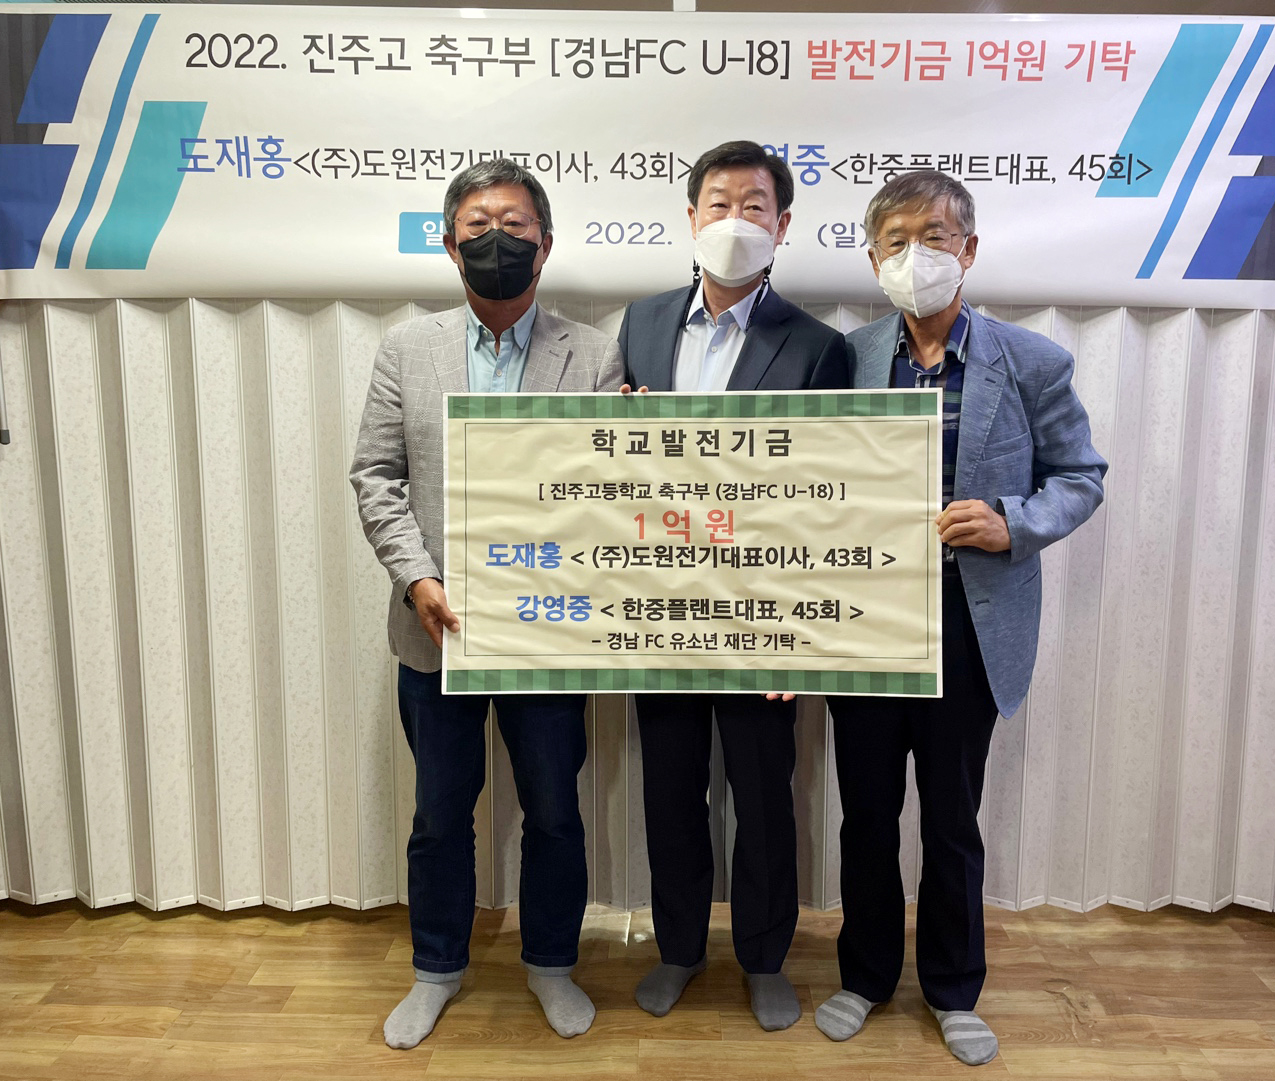 2022. 진주고 축구부 [경남FC U-18] 발전기금 1억원 기탁
도재홍<(주)도원전기대표이사, 43회> 영중<한중플랜트대표, 45회>
일 2022. (일)
학교발전기금
[ 진주고등학교 축구부 (경남FC U-18) ]
1 억 원
도재홍 < (주)도원전기대표이사, 43회 >
강영중 < 한중플랜트대표, 45회 >
- 경남 FC 유소년 재단 기탁 -